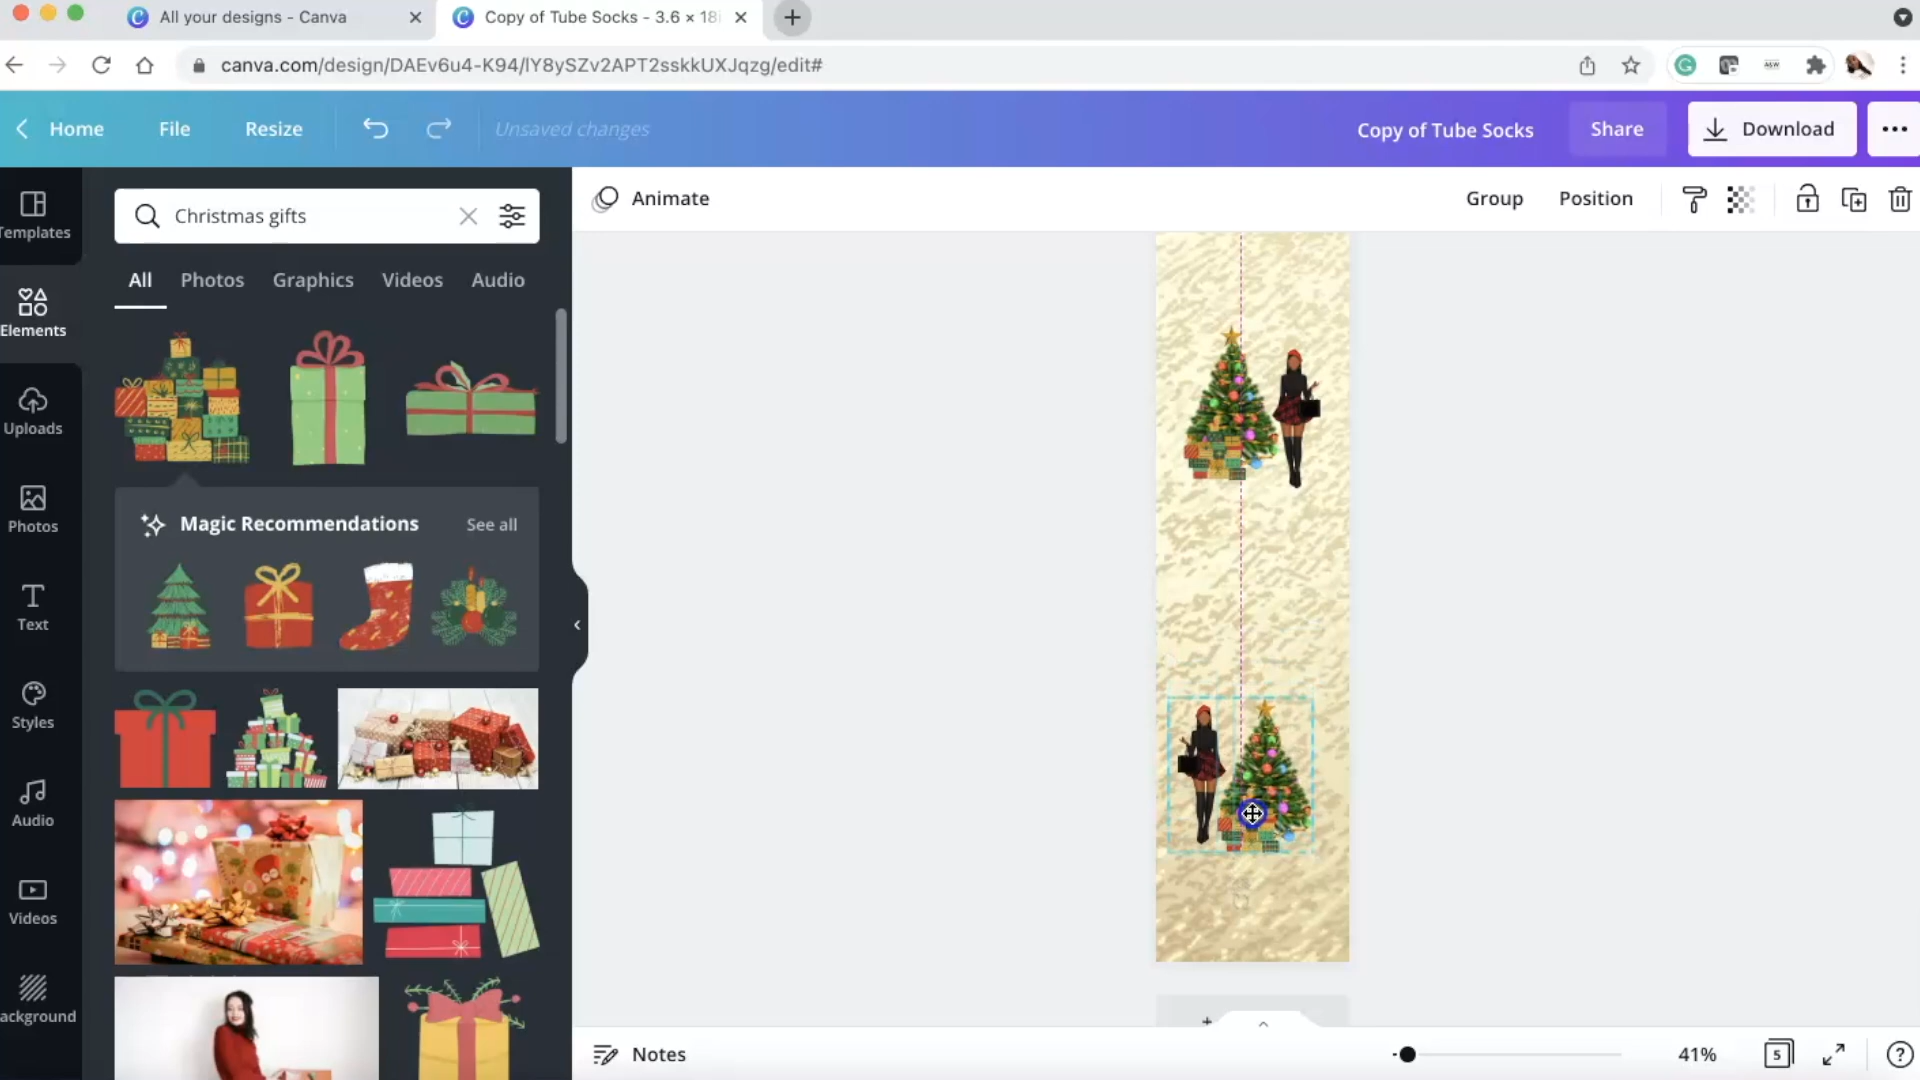 All your designs - Canva
Copy of Tube Socks - 3.6 × 18i
canva.com/design/DAEv6u4-K94/lY8ySZv2APT2sskkUXJqzg/edit#
Home
File
Resize
Unsaved changes
Copy of Tube Socks
Share
Download
Templates
Elements
Uploads
Photos
Text
Styles
Audio
Videos
ackground
Christmas gifts
All
Photos
Graphics
Videos
Audio
Magic Recommendations
See all
Animate
Group
Position
Notes
41%
5